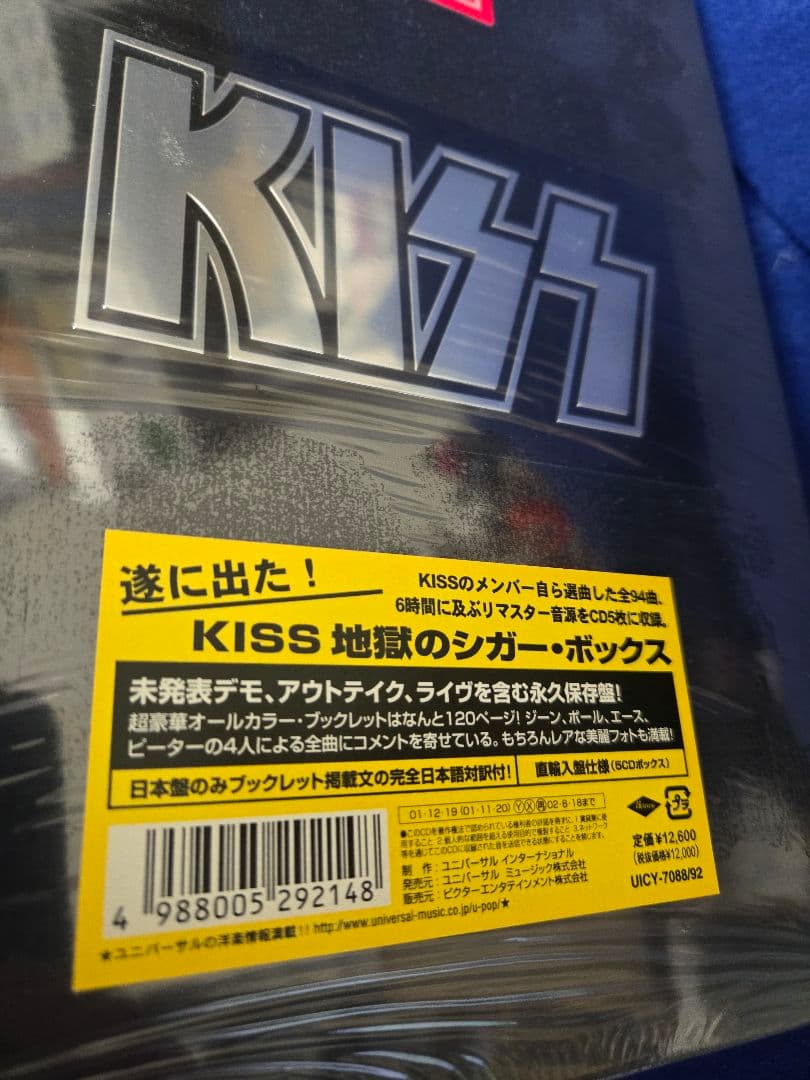 KISS
遂に出た!
KISSのメンバー自ら選曲した全94曲、
6時間に及ぶリマスター音源をCD5枚に収録。
KISS 地獄のシガー・ボックス
未発表デモ、アウトテイク、ライヴを含む永久保存盤!
超豪華オールカラー・ブックレットはなんと120ページ! ジーン、ポール、エース、
ピーターの4人による全曲にコメントを寄せている。もちろんレアな美麗フォトも満載!
日本盤のみブックレット掲載文の完全日本語対訳付!
直輸入盤仕様(5CDボックス)
01・12・19 (01・11・20) Ⓨ Ⓧ 再 02・6・18まで
プラ
定価¥12,600
(税抜価格¥12,000)
UICY-7088/92
制 作:ユニバーサル インターナショナル
発売元:ユニバーサル ミュージック株式会社
販売元:ビクターエンタテインメント株式会社
4 988005 292148
★ユニバーサルの洋楽情報満載!! http://www.universal-music.co.jp/u-pop/★